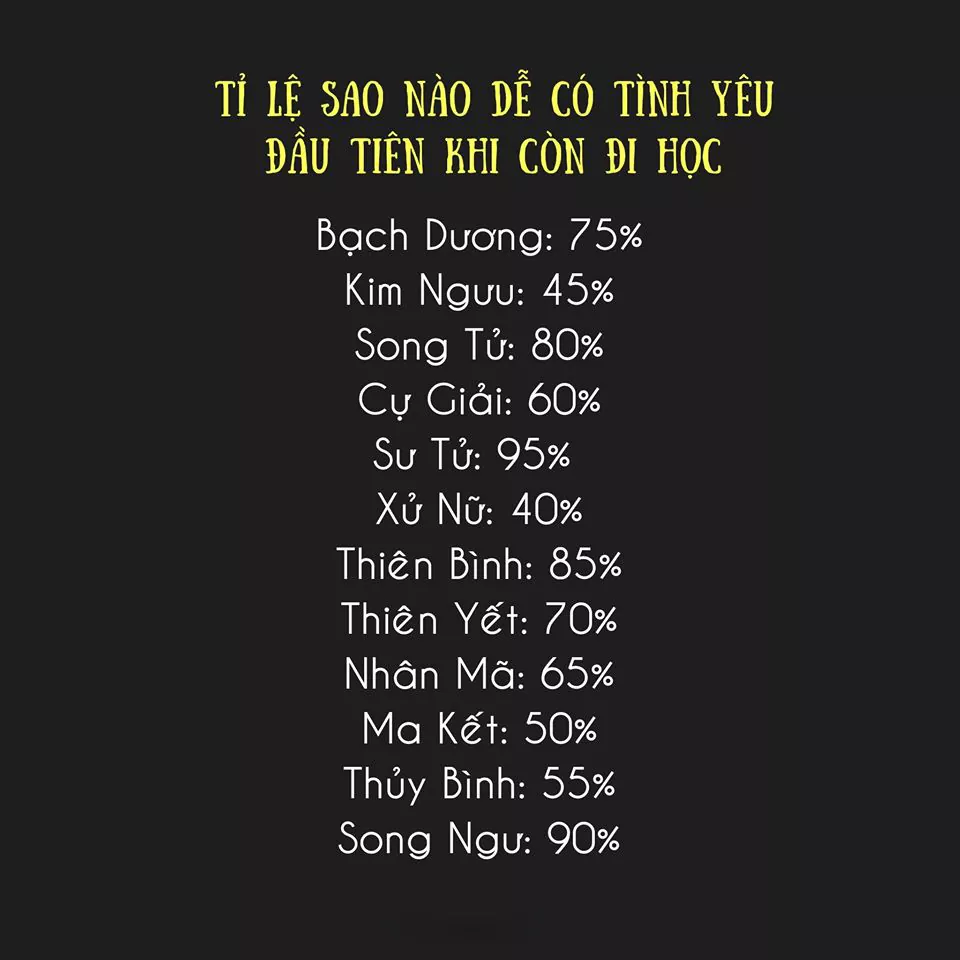 TỈ LỆ SAO NÀO DỄ CÓ TÌNH YÊU
ĐẦU TIÊN KHI CÒN ĐI HỌC
Bạch Dương: 75%
Kim Ngưu: 45%
Song Tử: 80%
Cự Giải: 60%
Sư Tử: 95%
Xử Nữ: 40%
Thiên Bình: 85%
Thiên Yết: 70%
Nhân Mã: 65%
Ma Kết: 50%
Thủy Bình: 55%
Song Ngư: 90%